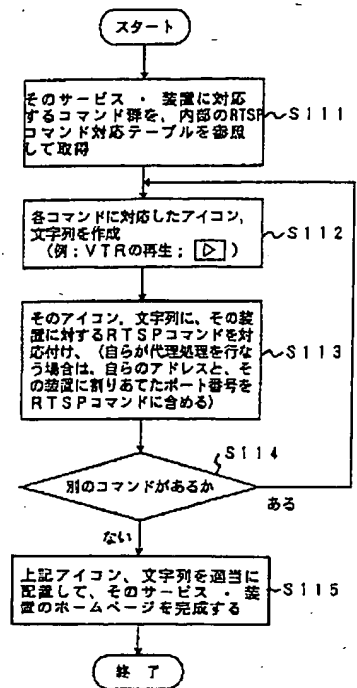 スタート
そのサービス・装置に対応
するコマンド群を、内部のRTSP
コマンド対応テーブルを参照
して取得
S111
各コマンドに対応したアイコン,
文字列を作成
(例;VTRの再生; ▷ )
S112
そのアイコン,文字列に、その装
置に対するRTSPコマンドを対
応付け、(自らが代理処理を行な
う場合は、自らのアドレスと、そ
の装置に割りあてたポート番号を
RTSPコマンドに含める)
S113
S114
別のコマンドがあるか
ある
ない
上記アイコン、文字列を適当に
配置して、そのサービス・装
置のホームページを完成する
S115
終了